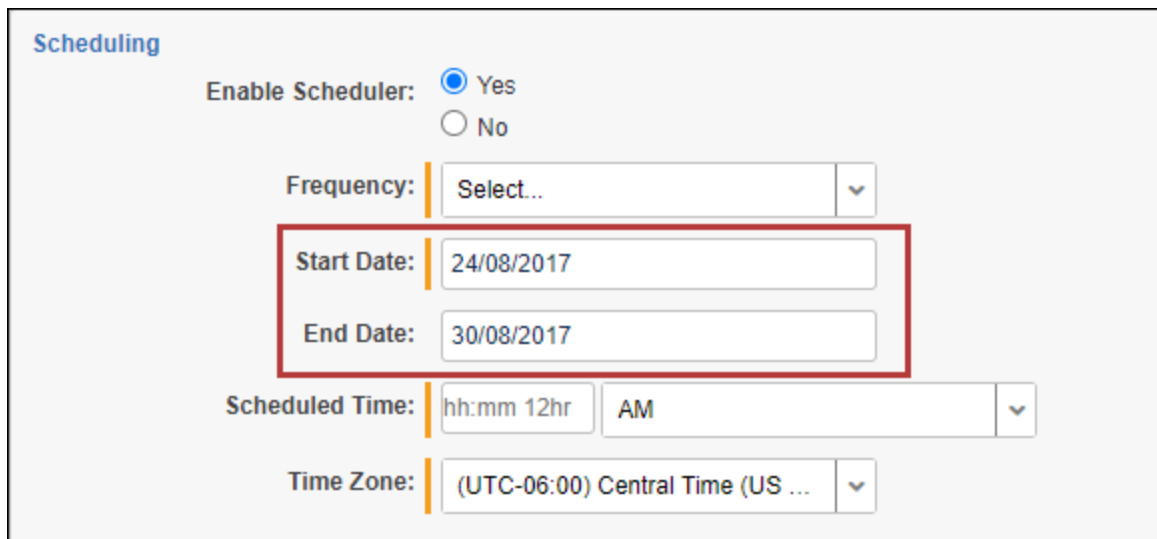 Scheduling
Enable Scheduler: Yes
No
Frequency: Select...
Start Date: 24/08/2017
End Date: 30/08/2017
Scheduled Time: hh:mm 12hr AM
Time Zone: (UTC-06:00) Central Time (US ...